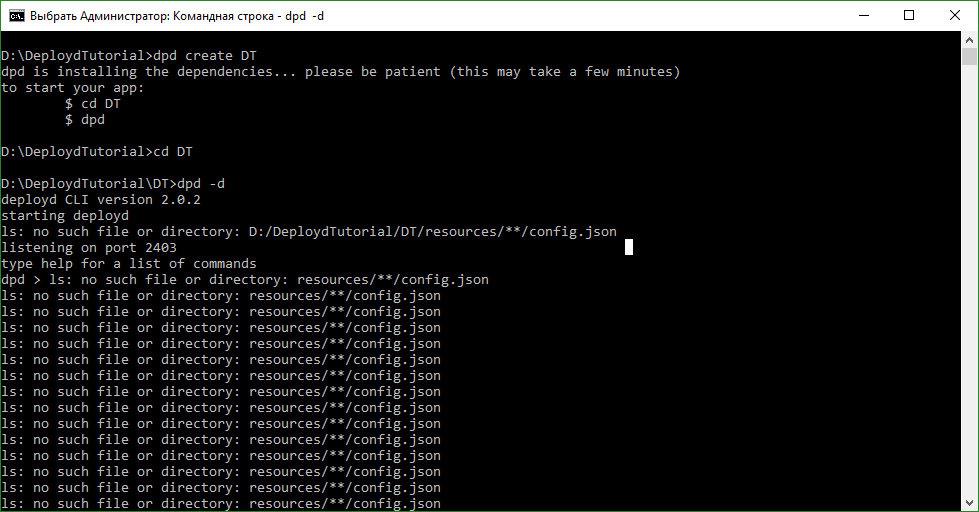 Выбрать Администратор: Командная строка - dpd  -d
D:\DeploydTutorial>dpd create DT
dpd is installing the dependencies... please be patient (this may take a few minutes)
to start your app:
        $ cd DT
        $ dpd
D:\DeploydTutorial>cd DT
D:\DeploydTutorial\DT>dpd -d
deployd CLI version 2.0.2
starting deployd
ls: no such file or directory: D:/DeploydTutorial/DT/resources/**/config.json
listening on port 2403
type help for a list of commands
dpd > ls: no such file or directory: resources/**/config.json
ls: no such file or directory: resources/**/config.json
ls: no such file or directory: resources/**/config.json
ls: no such file or directory: resources/**/config.json
ls: no such file or directory: resources/**/config.json
ls: no such file or directory: resources/**/config.json
ls: no such file or directory: resources/**/config.json
ls: no such file or directory: resources/**/config.json
ls: no such file or directory: resources/**/config.json
ls: no such file or directory: resources/**/config.json
ls: no such file or directory: resources/**/config.json
ls: no such file or directory: resources/**/config.json
ls: no such file or directory: resources/**/config.json
ls: no such file or directory: resources/**/config.json
ls: no such file or directory: resources/**/config.json